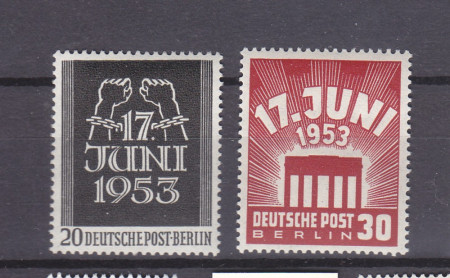 17.
JUNI
1953
20 DEUTSCHE POST·BERLIN
17. JUNI
1953
DEUTSCHE POST
BERLIN 30